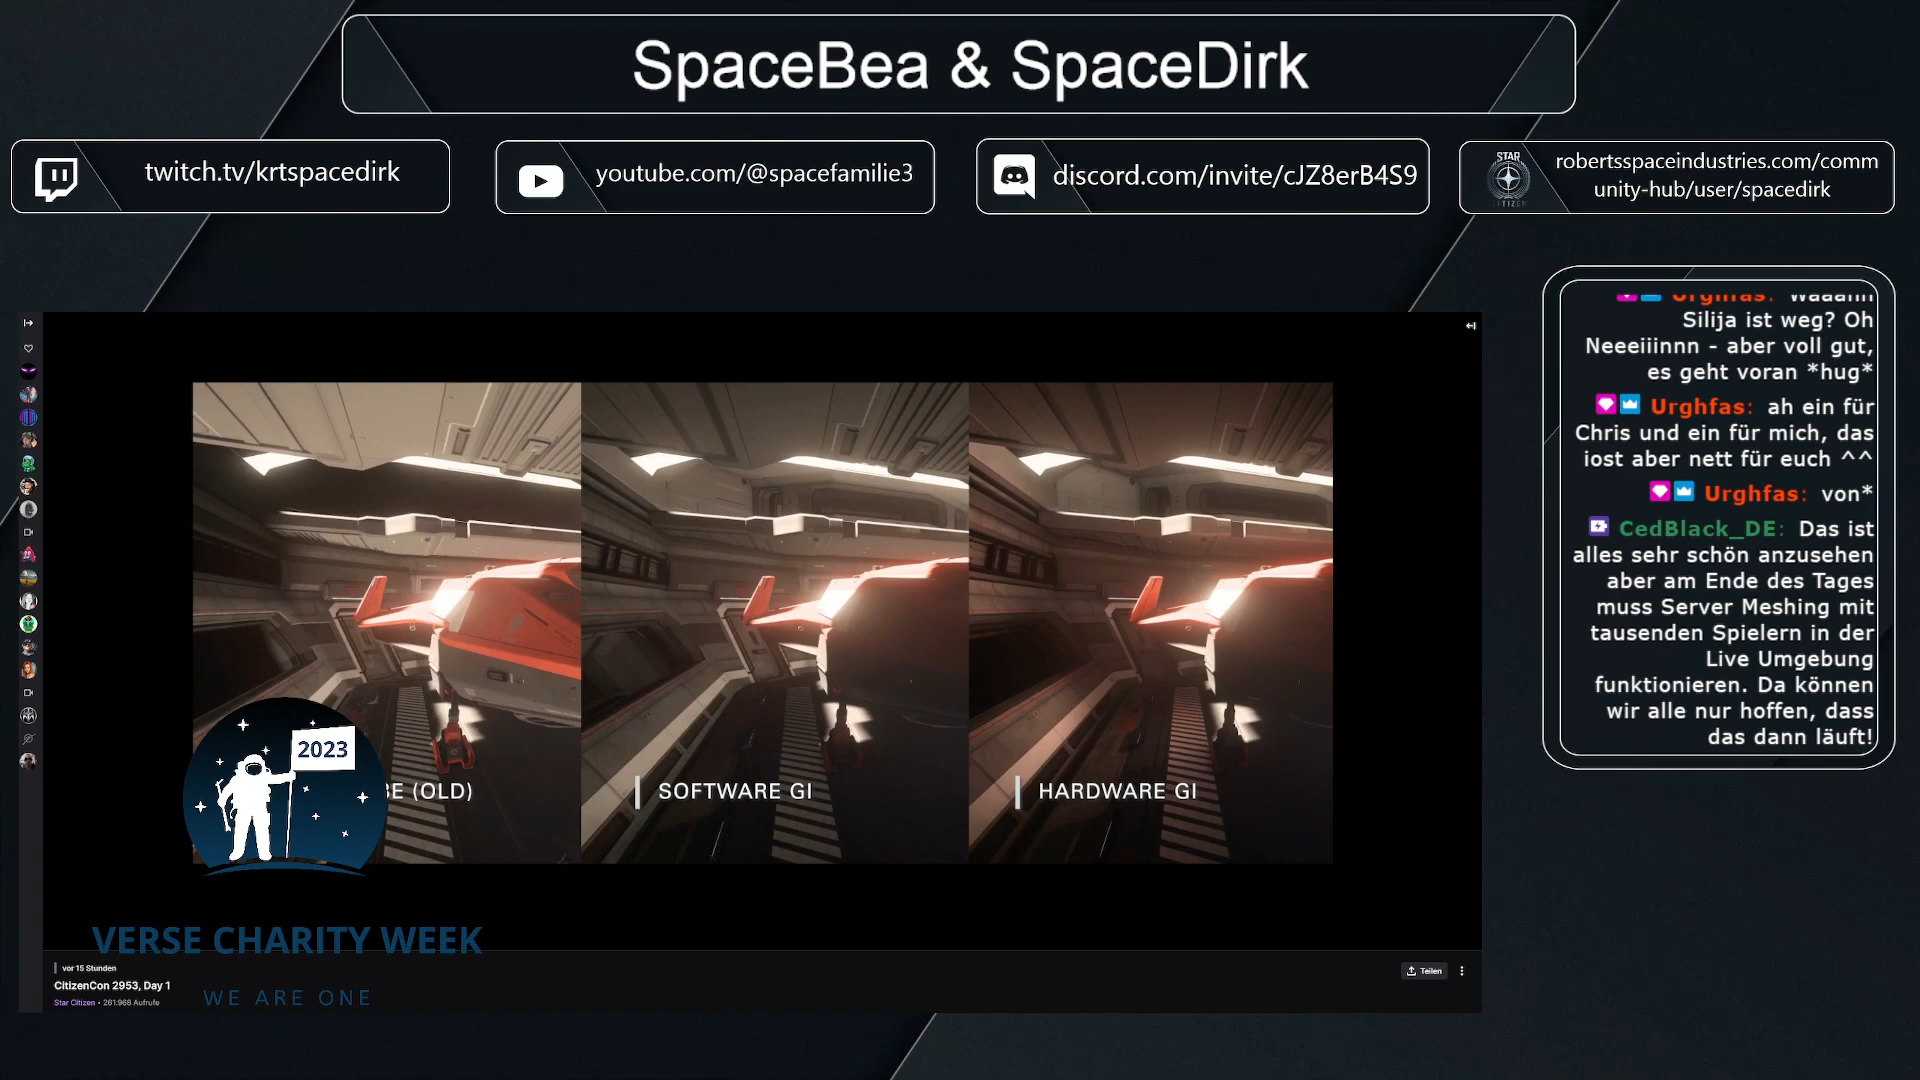 SpaceBea & SpaceDirk
twitch.tv/krtspacedirk
youtube.com/@spacefamilie3
discord.com/invite/cJZ8erB4S9
STAR
CITIZEN
robertsspaceindustries.com/comm
unity-hub/user/spacedirk
Urghfas: Waaahh
Silija ist weg? Oh
Neeeiiinnn - aber voll gut,
es geht voran *hug*
Urghfas: ah ein für
Chris und ein für mich, das
iost aber nett für euch ^^
Urghfas: von*
CedBlack_DE: Das ist
alles sehr schön anzusehen
aber am Ende des Tages
muss Server Meshing mit
tausenden Spielern in der
Live Umgebung
funktionieren. Da können
wir alle nur hoffen, dass
das dann läuft!
2023
BE (OLD)
SOFTWARE GI
HARDWARE GI
VERSE CHARITY WEEK
WE ARE ONE
vor 15 Stunden
CitizenCon 2953, Day 1
Star Citizen • 261.968 Aufrufe
Teilen